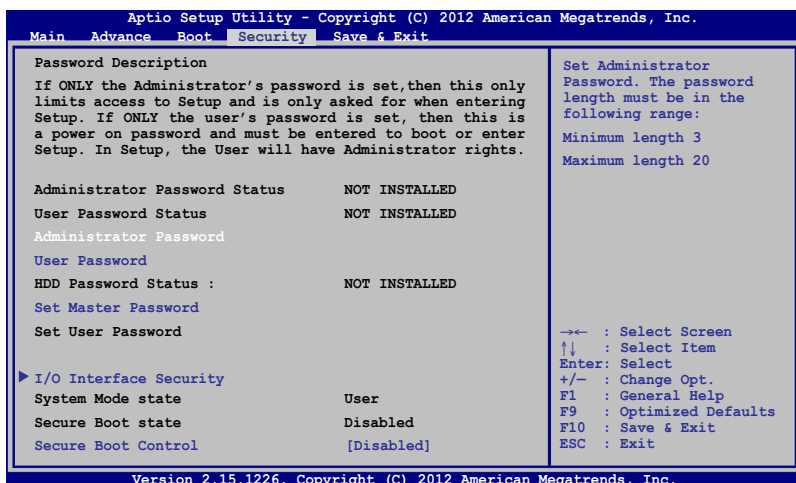 Aptio Setup Utility - Copyright (C) 2012 American Megatrends, Inc.
Main Advance Boot Security Save & Exit
Password Description
If ONLY the Administrator's password is set,then this only
limits access to Setup and is only asked for when entering
Setup. If ONLY the user's password is set, then this is
a power on password and must be entered to boot or enter
Setup. In Setup, the User will have Administrator rights.
Administrator Password Status NOT INSTALLED
User Password Status NOT INSTALLED
Administrator Password
User Password
HDD Password Status : NOT INSTALLED
Set Master Password
Set User Password
I/O Interface Security
System Mode state User
Secure Boot state Disabled
Secure Boot Control [Disabled]
Set Administrator
Password. The password
length must be in the
following range:
Minimum length 3
Maximum length 20
→← : Select Screen
↑↓ : Select Item
Enter: Select
+/— : Change Opt.
F1 : General Help
F9 : Optimized Defaults
F10 : Save & Exit
ESC : Exit
Version 2.15.1226. Copyright (C) 2012 American Megatrends, Inc.